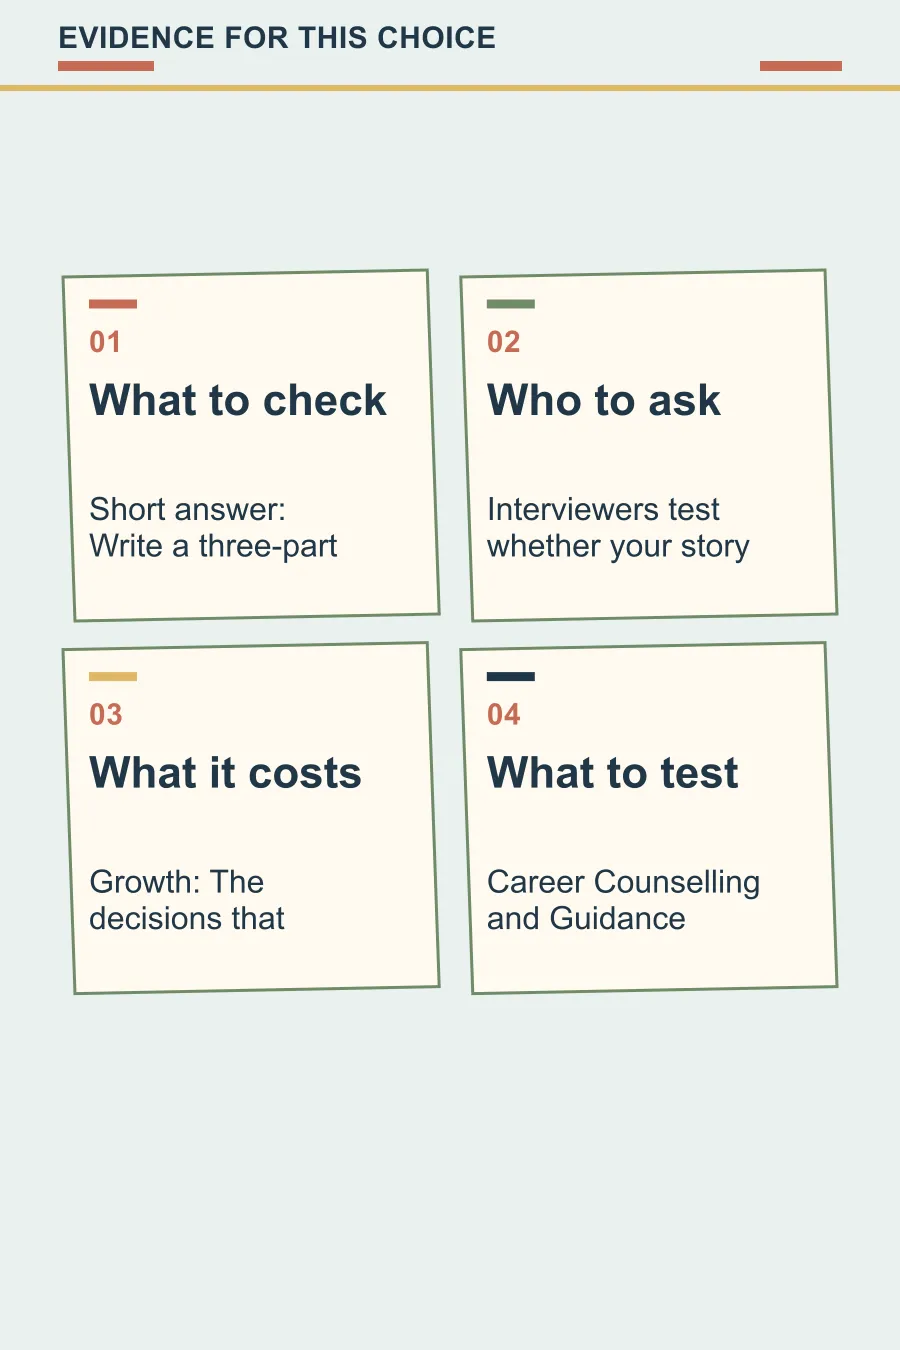 EVIDENCE FOR THIS CHOICE
01
What to check
Short answer:
Write a three-part
02
Who to ask
Interviewers test
whether your story
03
What it costs
Growth: The
decisions that
04
What to test
Career Counselling
and Guidance